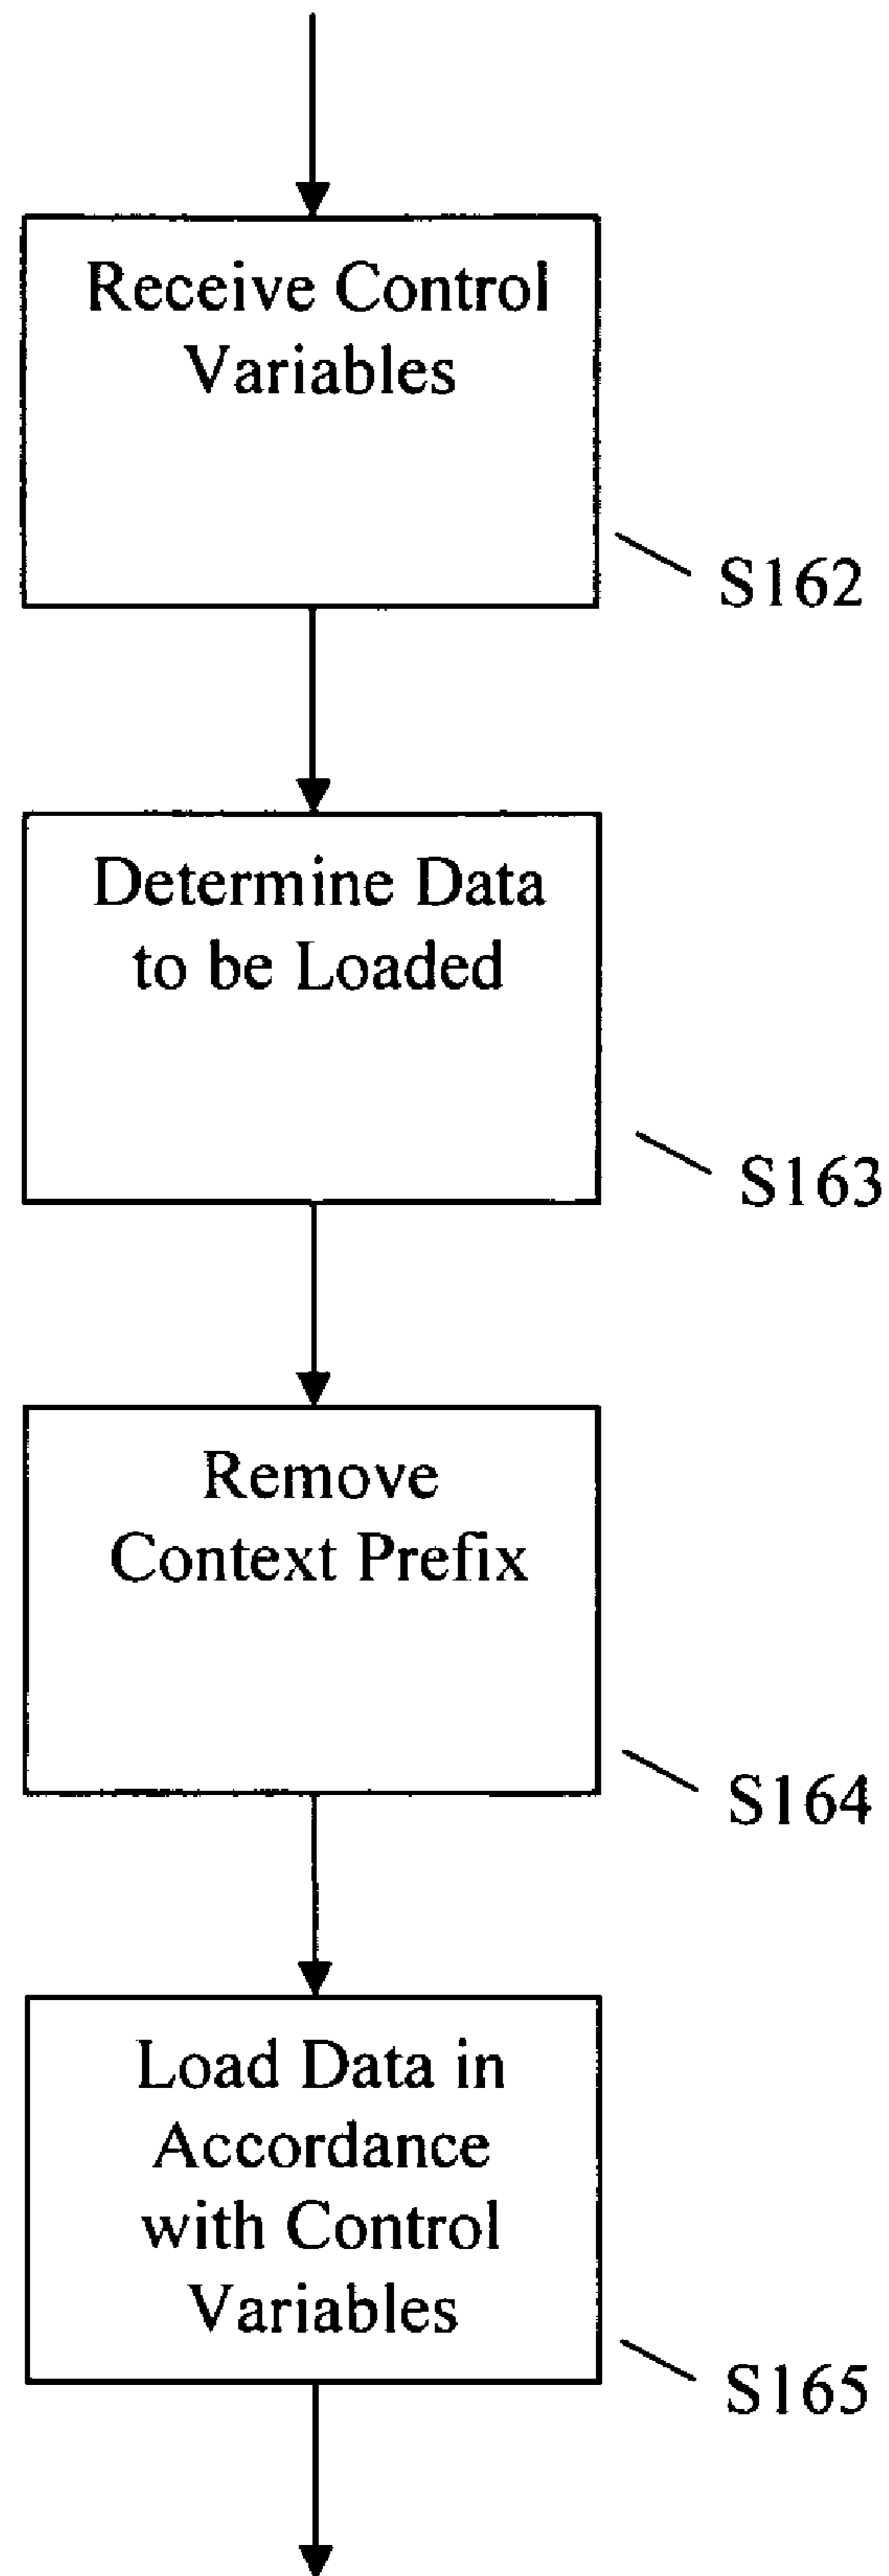 Receive Control
Variables
S162
Determine Data
to be Loaded
S163
Remove
Context Prefix
S164
Load Data in
Accordance
with Control
Variables
S165